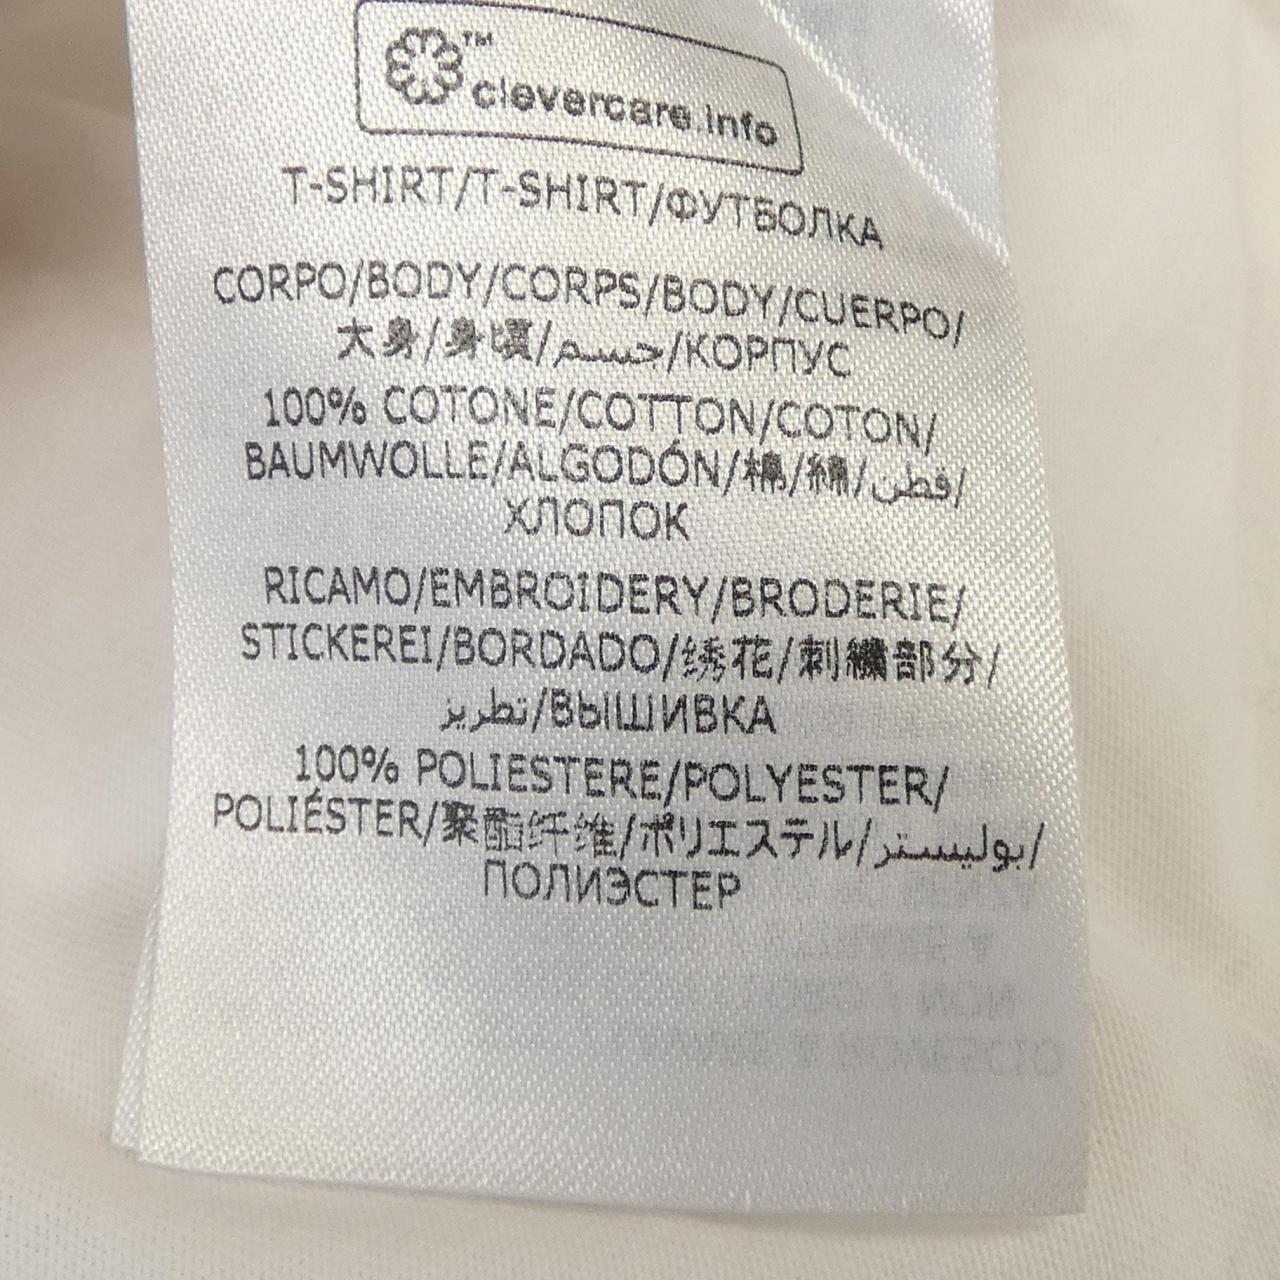 ™ clevercare.info
T-SHIRT/T-SHIRT/ФУТБОЛКА
CORPO/BODY/CORPS/BODY/CUERPO/
大身/身頃/جسم/КОРПУС
100% COTONE/COTTON/COTON/
BAUMWOLLE/ALGODÓN/棉/綿/قطن/
ХЛОПОК
RICAMO/EMBROIDERY/BRODERIE/
STICKEREI/BORDADO/绣花/刺繍部分/
تطريز/ВЫШИВКА
100% POLIESTERE/POLYESTER/
POLIÉSTER/聚酯纤维/ポリエステル/بوليستر/
ПОЛИЭСТЕР